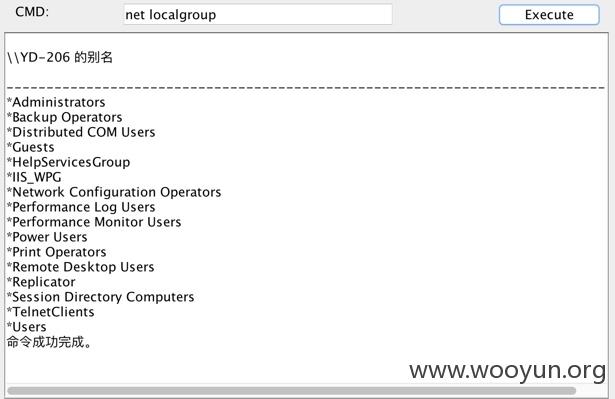 CMD: net localgroup Execute
\\YD-206 的别名
-------------------------------------------------------------------------------
*Administrators
*Backup Operators
*Distributed COM Users
*Guests
*HelpServicesGroup
*IIS_WPG
*Network Configuration Operators
*Performance Log Users
*Performance Monitor Users
*Power Users
*Print Operators
*Remote Desktop Users
*Replicator
*Session Directory Computers
*TelnetClients
*Users
命令成功完成。
www.wooyun.org